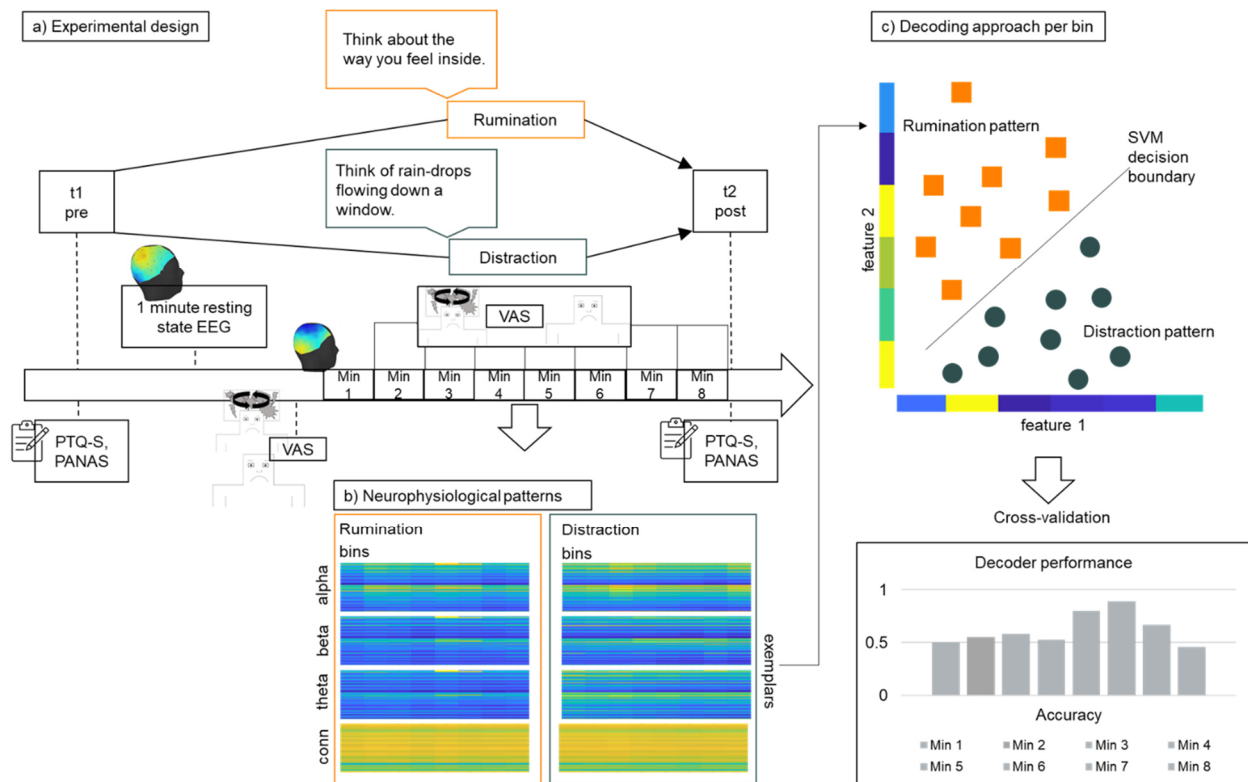 a) Experimental design
Think about the
way you feel inside.
Rumination
Think of rain-drops
flowing down a
window.
Distraction
t1
pre
t2
post
1 minute resting
state EEG
VAS
Min
1
Min
2
Min
3
Min
4
Min
5
Min
6
Min
7
Min
8
PTQ-S,
PANAS
VAS
PTQ-S,
PANAS
b) Neurophysiological patterns
Rumination
bins
Distraction
bins
alpha
beta
theta
conn
exemplars
c) Decoding approach per bin
Rumination pattern
SVM
decision
boundary
feature 2
Distraction pattern
feature 1
Cross-validation
Decoder performance
1
0.5
0
Accuracy
Min 1 Min 2 Min 3 Min 4
Min 5 Min 6 Min 7 Min 8